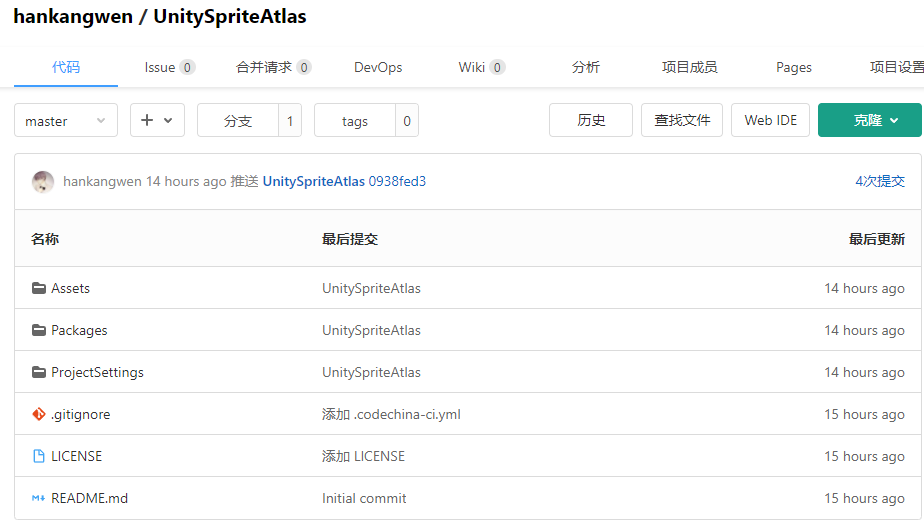 hankangwen / UnitySpriteAtlas
代码 Issue 0 合并请求 0 DevOps Wiki 0 分析 项目成员 Pages 项目设置
master 分支 1 tags 0 历史 查找文件 Web IDE 克隆
hankangwen 14 hours ago 推送 UnitySpriteAtlas 0938fed3 4次提交
名称 最后提交 最后更新
Assets UnitySpriteAtlas 14 hours ago
Packages UnitySpriteAtlas 14 hours ago
ProjectSettings UnitySpriteAtlas 14 hours ago
.gitignore 添加 .codechina-ci.yml 15 hours ago
LICENSE 添加 LICENSE 15 hours ago
README.md Initial commit 15 hours ago